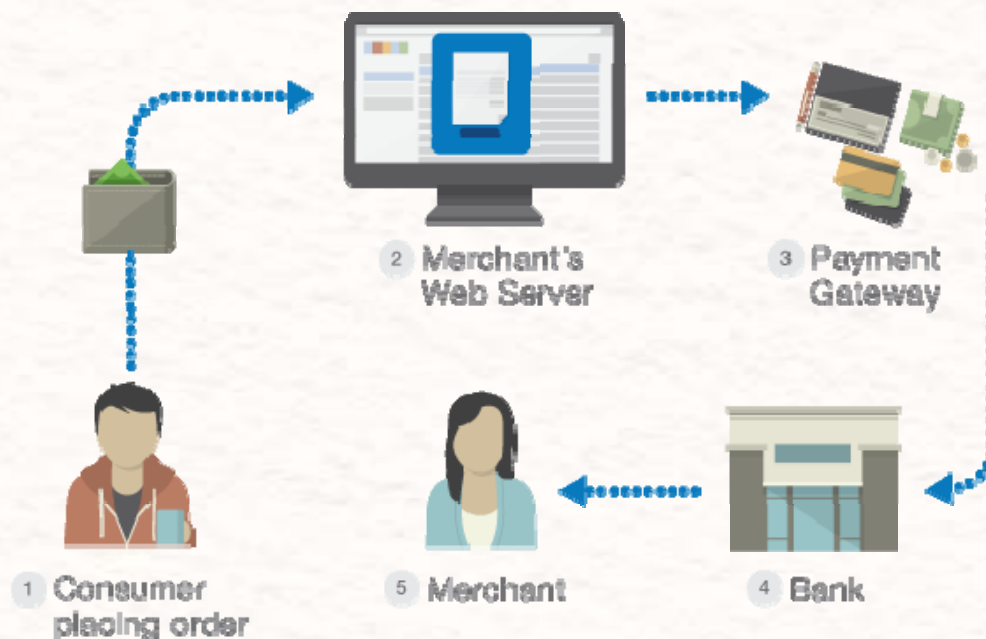 2 Merchant's
Web Server
3 Payment
Gateway
1 Consumer
placing order
5 Merchant
4 Bank